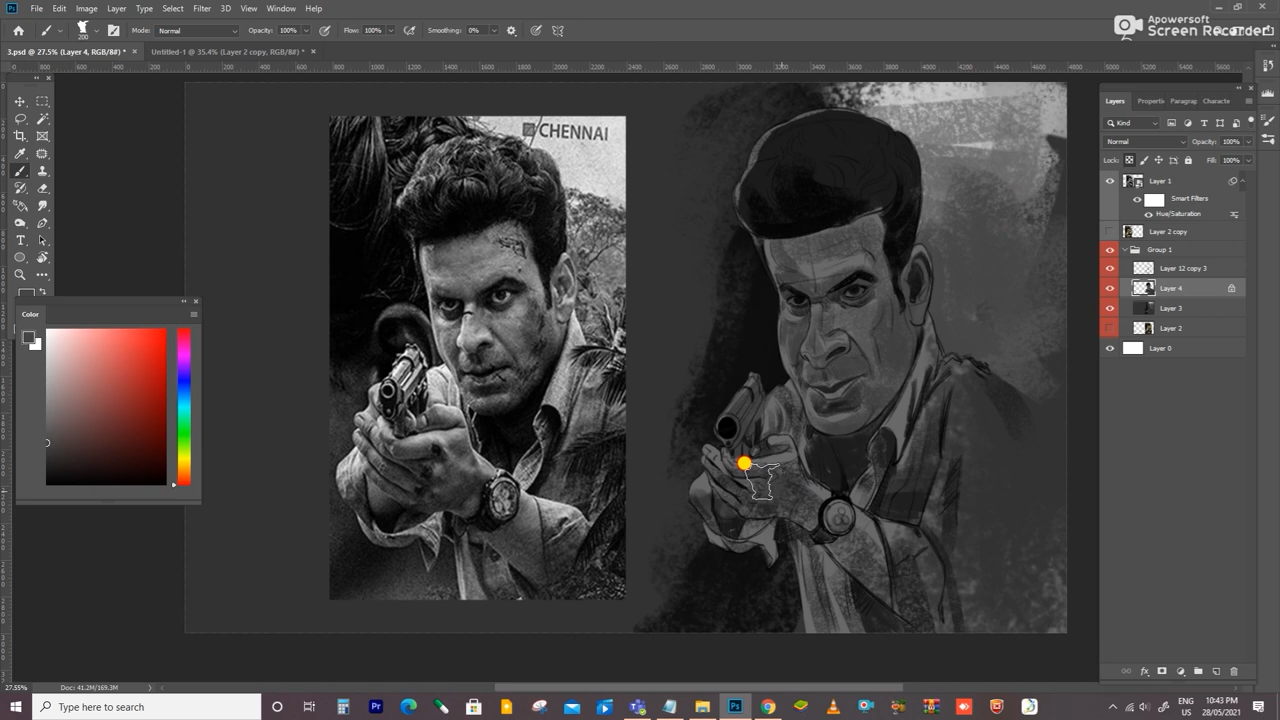 File Edit Image Layer Type Select Filter 3D View Window Help
Apowersoft
Screen Recorder
200 Mode: Normal Opacity: 100% Flow: 100% Smoothing: 0%
3.psd @ 27.5% (Layer 4, RGB/8#) * × Untitled-1 @ 35.4% (Layer 2 copy, RGB/8#) * ×
Layers Properti Paragrap Characte
Kind
Normal Opacity: 100%
Lock: Fill: 100%
Layer 1
Smart Filters
Hue/Saturation
Layer 2 copy
Group 1
Layer 12 copy 3
Layer 4
Layer 3
Layer 2
Layer 0
Color
CHENNAI
27.55% Doc: 41.2M/169.3M
Type here to search
ENG
US
10:43 PM
28/05/2021